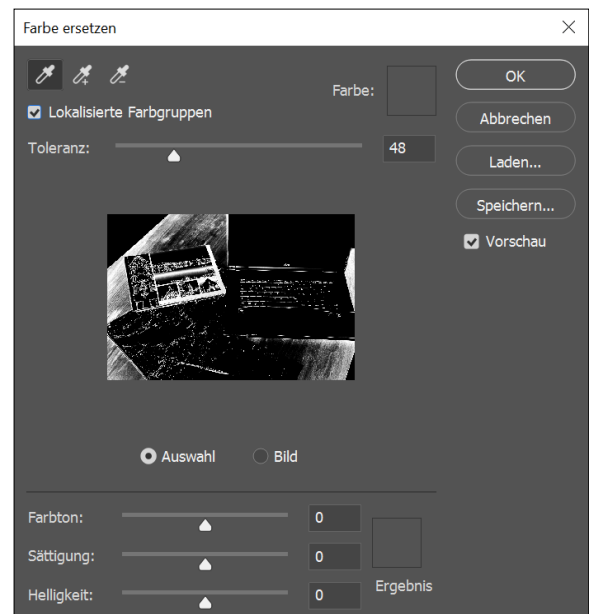 Farbe ersetzen
Farbe:
OK
Lokalisierte Farbgruppen
Abbrechen
Toleranz:
48
Laden...
Speichern...
Vorschau
Auswahl
Bild
Farbton:
0
Sättigung:
0
Ergebnis
Helligkeit:
0